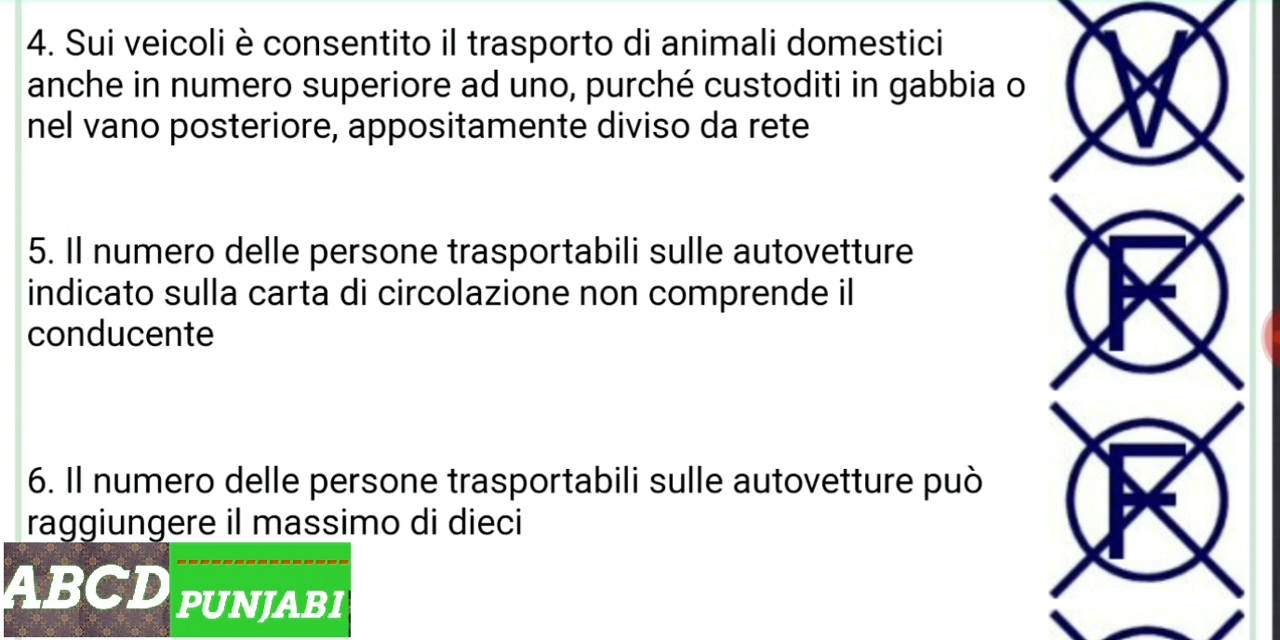 4. Sui veicoli è consentito il trasporto di animali domestici
anche in numero superiore ad uno, purché custoditi in gabbia o
nel vano posteriore, appositamente diviso da rete
V
5. Il numero delle persone trasportabili sulle autovetture
indicato sulla carta di circolazione non comprende il
conducente
F
6. Il numero delle persone trasportabili sulle autovetture può
raggiungere il massimo di dieci
F
ABCD PUNJABI